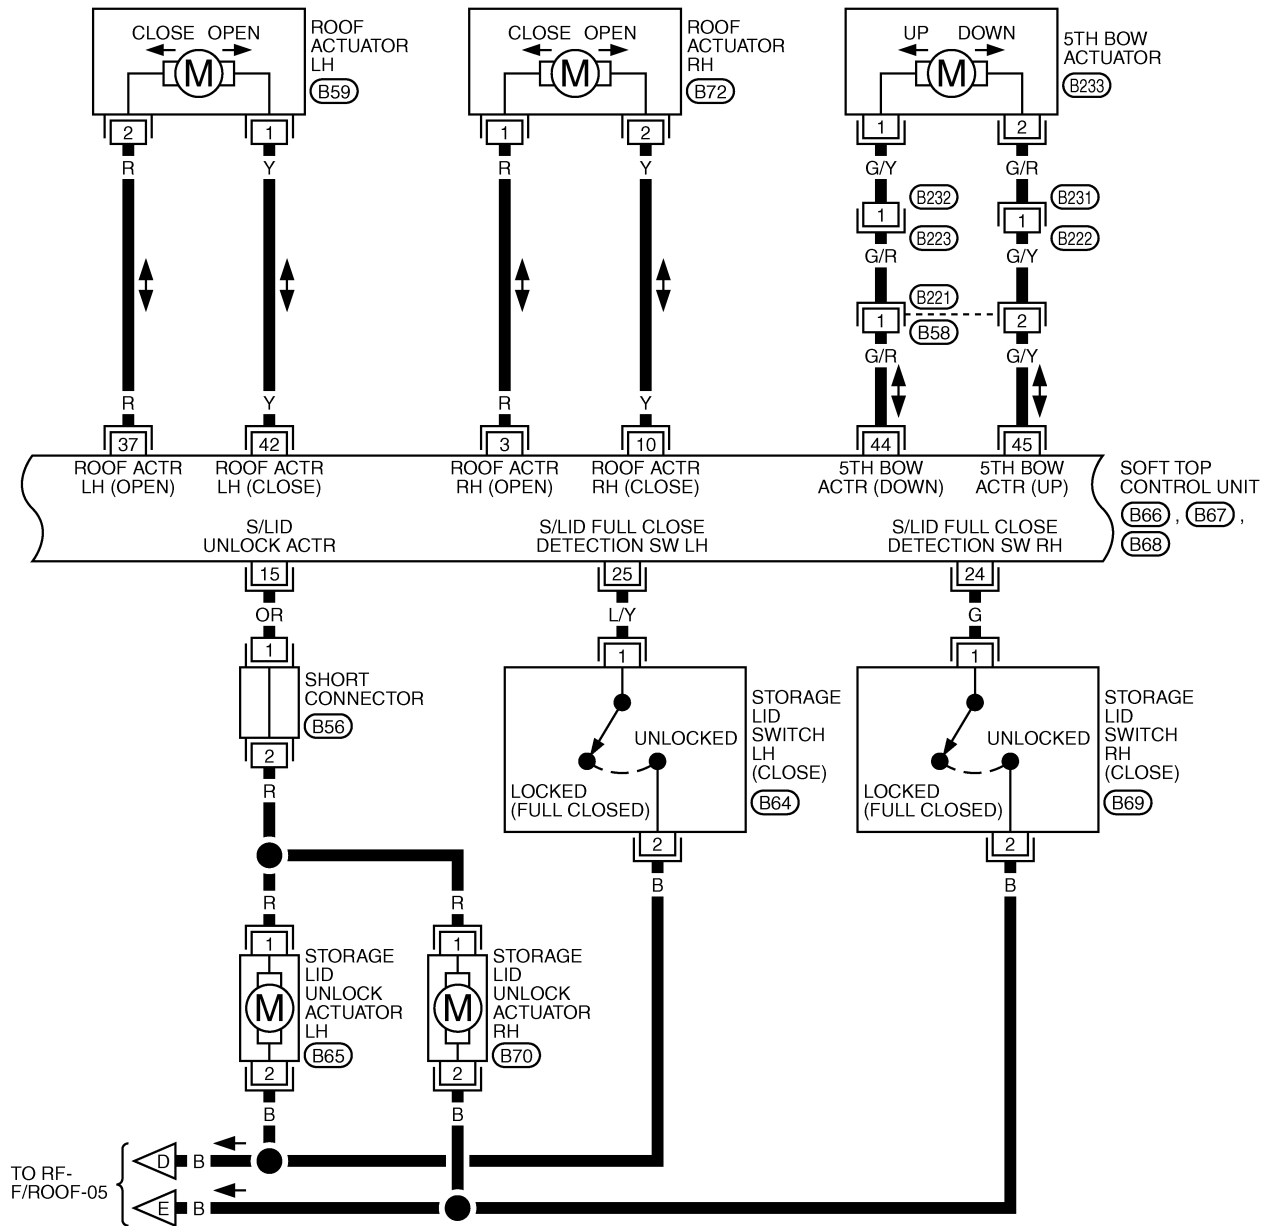 CLOSE OPEN
M
ROOF
ACTUATOR
LH
B59
2
1
R
Y
R
Y
CLOSE OPEN
M
ROOF
ACTUATOR
RH
B72
1
2
R
Y
R
Y
UP DOWN
M
5TH BOW
ACTUATOR
B233
1
2
G/Y
G/R
B232
B231
1
1
B223
B222
G/R
G/Y
B221
1
2
B58
G/R
G/Y
37
42
3
10
44
45
ROOF ACTR
LH (OPEN)
ROOF ACTR
LH (CLOSE)
ROOF ACTR
RH (OPEN)
ROOF ACTR
RH (CLOSE)
5TH BOW
ACTR (DOWN)
5TH BOW
ACTR (UP)
SOFT TOP
CONTROL UNIT
B66 , B67 ,
B68
S/LID
UNLOCK ACTR
S/LID FULL CLOSE
DETECTION SW LH
S/LID FULL CLOSE
DETECTION SW RH
15
25
24
OR
L/Y
G
1
1
1
SHORT
CONNECTOR
B56
2
R
UNLOCKED
LOCKED
(FULL CLOSED)
STORAGE
LID
SWITCH
LH
(CLOSE)
B64
2
B
UNLOCKED
LOCKED
(FULL CLOSED)
STORAGE
LID
SWITCH
RH
(CLOSE)
B69
2
B
R
R
1
1
M
STORAGE
LID
UNLOCK
ACTUATOR
LH
B65
M
STORAGE
LID
UNLOCK
ACTUATOR
RH
B70
2
2
B
B
TO RF-
F/ROOF-05
D B
E B